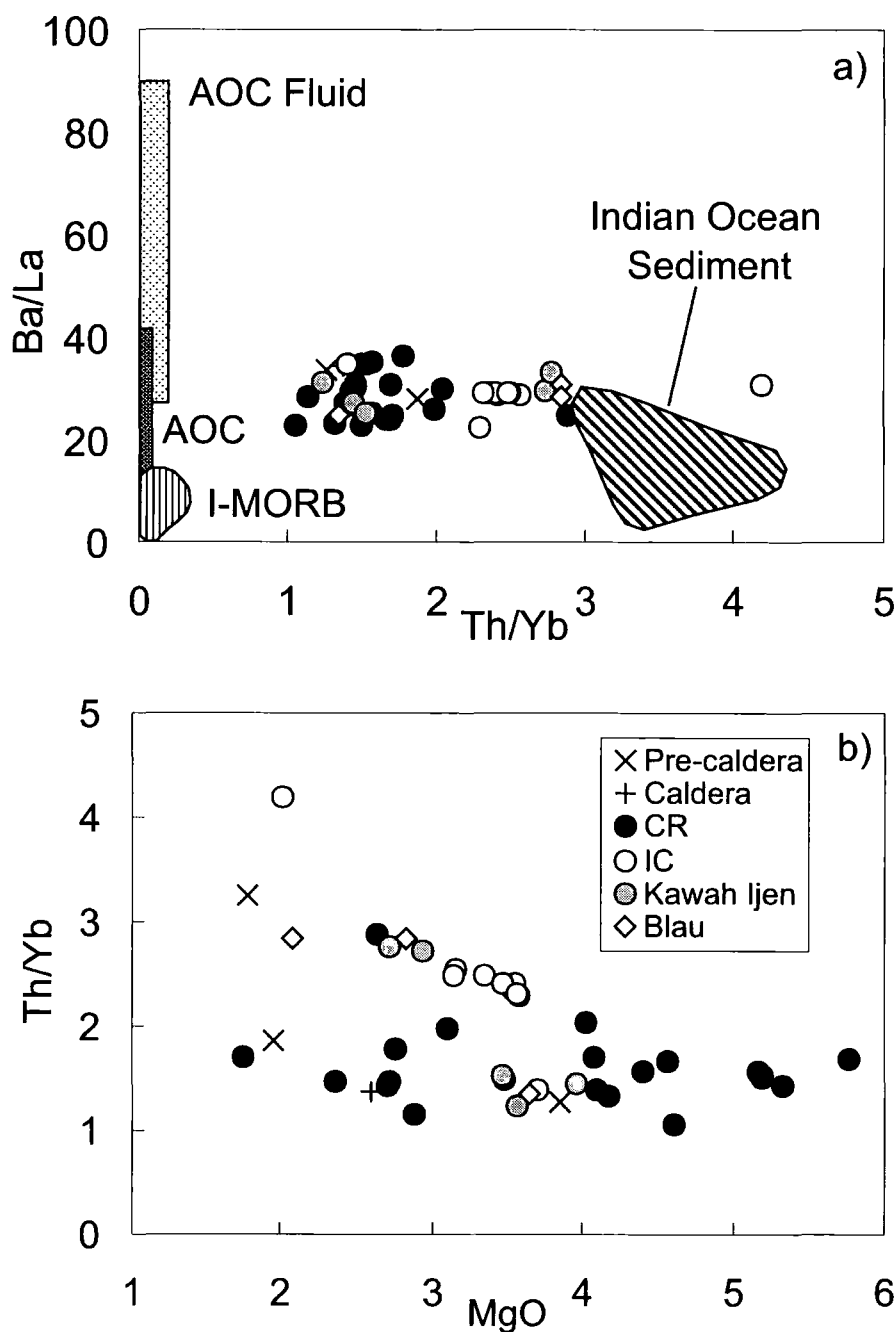 a)
100
80
60
40
20
0
Ba/La
AOC Fluid
AOC
I-MORB
Indian Ocean
Sediment
0 1 2 3 4 5
Th/Yb
b)
5
4
3
2
1
0
Th/Yb
Pre-caldera
Caldera
CR
IC
Kawah Ijen
Blau
1 2 3 4 5 6
MgO